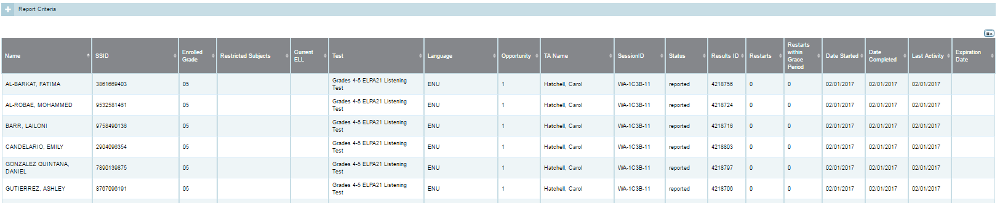 Report Criteria
Name SSID Enrolled Grade Restricted Subjects Current ELL Test Language Opportunity TA Name SessionID Status Results ID Restarts Restarts within Grace Period Date Started Date Completed Last Activity Expiration Date
AL-BARKAT, FATIMA 3861669403 05 Grades 4-5 ELPA21 Listening Test ENU 1 Hatchell, Carol WA-1C3B-11 reported 4218756 0 0 02/01/2017 02/01/2017 02/01/2017
AL-ROBAE, MOHAMMED 9532581461 05 Grades 4-5 ELPA21 Listening Test ENU 1 Hatchell, Carol WA-1C3B-11 reported 4218724 0 0 02/01/2017 02/01/2017 02/01/2017
BARR, LAILONI 9758490136 05 Grades 4-5 ELPA21 Listening Test ENU 1 Hatchell, Carol WA-1C3B-11 reported 4218716 0 0 02/01/2017 02/01/2017 02/01/2017
CANDELARIO, EMILY 2904096354 05 Grades 4-5 ELPA21 Listening Test ENU 1 Hatchell, Carol WA-1C3B-11 reported 4218803 0 0 02/01/2017 02/01/2017 02/01/2017
GONZALEZ QUINTANA, DANIEL 7890139875 05 Grades 4-5 ELPA21 Listening Test ENU 1 Hatchell, Carol WA-1C3B-11 reported 4218797 0 0 02/01/2017 02/01/2017 02/01/2017
GUTIERREZ, ASHLEY 8767096191 05 Grades 4-5 ELPA21 Listening Test ENU 1 Hatchell, Carol WA-1C3B-11 reported 4218706 0 0 02/01/2017 02/01/2017 02/01/2017